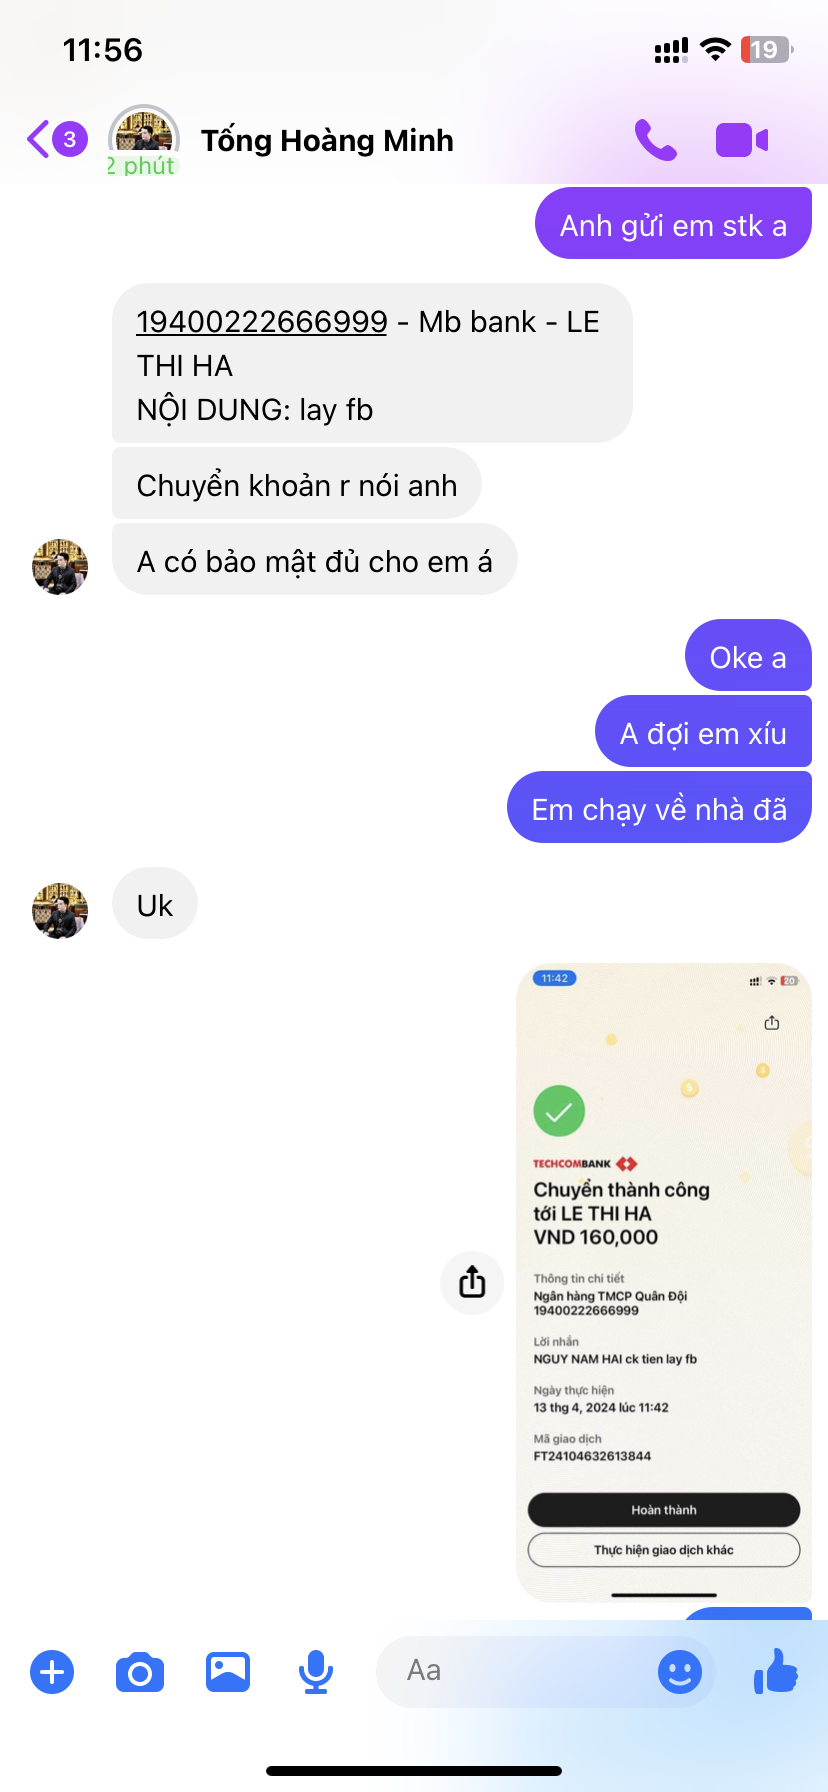 11:56
19
3
2 phút
Tống Hoàng Minh
Anh gửi em stk a
19400222666999 - Mb bank - LE
THI HA
NỘI DUNG: lay fb
Chuyển khoản r nói anh
A có bảo mật đủ cho em á
Oke a
A đợi em xíu
Em chạy về nhà đã
Uk
11:42
20
TECHCOMBANK
Chuyển thành công
tới LE THI HA
VND 160,000
Thông tin chi tiết
Ngân hàng TMCP Quân Đội
19400222666999
Lời nhắn
NGUY NAM HAI ck tien lay fb
Ngày thực hiện
13 thg 4, 2024 lúc 11:42
Mã giao dịch
FT24104632613844
Hoàn thành
Thực hiện giao dịch khác
Aa